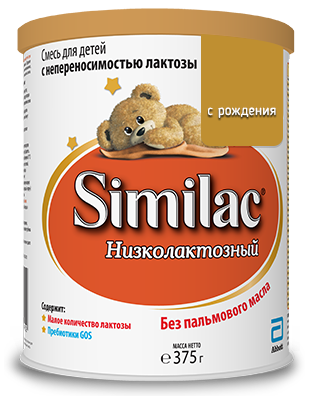 Смесь для детей
с непереносимостью лактозы
с рождения
Similac®
Низколактозный
Без пальмового масла
Содержит:
Малое количество лактозы
Пребиотики GOS
МАССА НЕТТО
℮375 г
Abbott